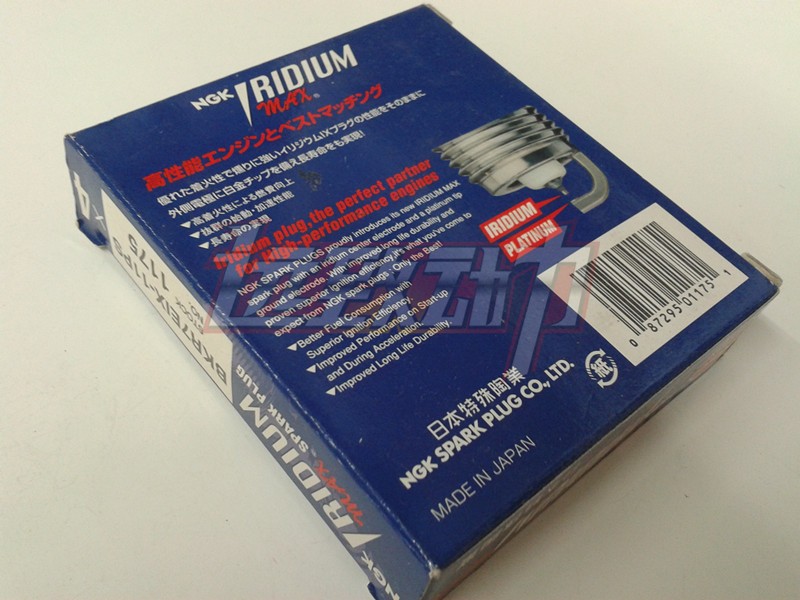 NGK IRIDIUM
MAX®
高性能エンジンとベストマッチング
優れた着火性で煙りに強いイリジウムIXプラグの性能をそのままに
外側電極に白金チップを備え長寿命をも実現!
▼高着火性による燃費向上
▼抜群の始動・加速性能
▼長寿命の実現
Iridium plug, the perfect partner
for high-performance engines
NGK SPARK PLUGS proudly introduces its new IRIDIUM MAX
spark plug with an iridium center electrode and a platinum tip
ground electrode. With improved long life durability and
proven superior ignition efficiency, it's what you've come to
expect from NGK spark plugs: Only the Best!
▼Better Fuel Consumption with
Superior Ignition Efficiency.
▼Improved Performance on Start-up
and During Acceleration.
▼Improved Long Life Durability.
IRIDIUM
PLATINUM
0 87295 01175 1
日本特殊陶業
NGK SPARK PLUG CO., LTD.
紙
MADE IN JAPAN
4
BKR7EIX-11PS
STOCK NO. 1175
NGK IRIDIUM
MAX® SPARK PLUG
动力